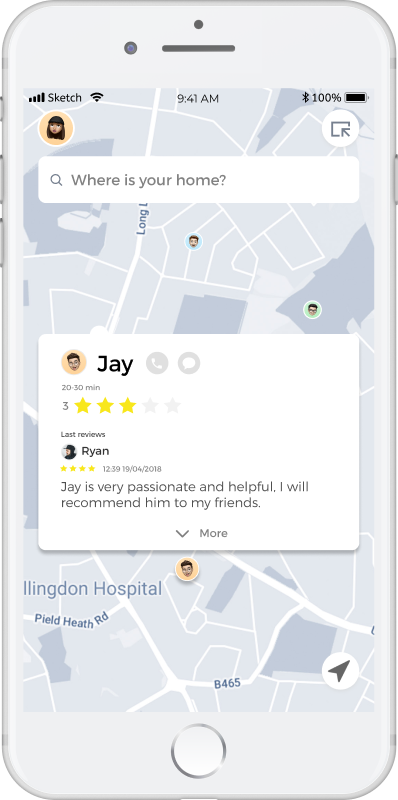 Sketch 9:41 AM 100%
Where is your home?
Long L
Jay
20-30 min
3
Last reviews
Ryan
12:39 19/04/2018
Jay is very passionate and helpful, I will
recommend him to my friends.
More
llingdon Hospital
Pield Heath Rd
B465